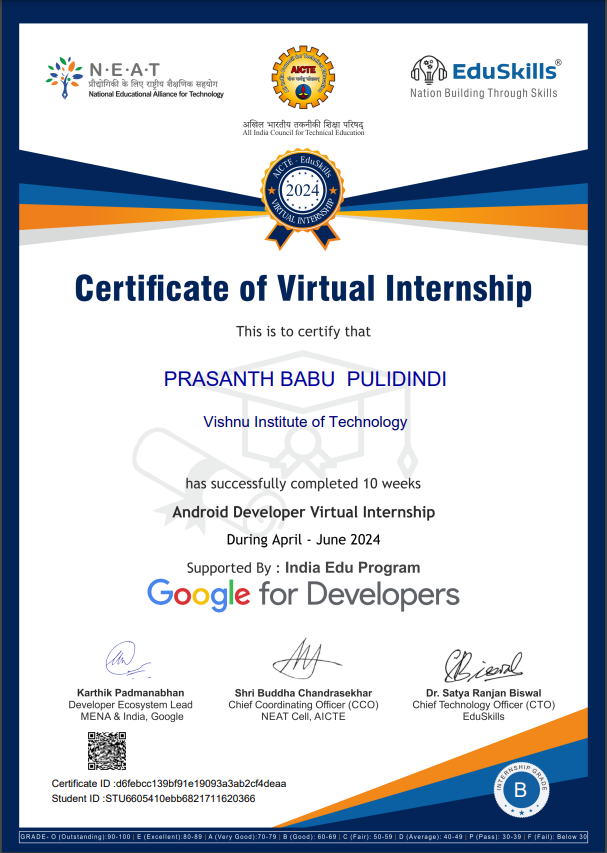 N·E·A·T
प्रौद्योगिकी के लिए राष्ट्रीय शैक्षणिक सहयोग
National Educational Alliance for Technology
AICTE
अखिल भारतीय तकनीकी शिक्षा परिषद्
All India Council for Technical Education
EduSkills®
Nation Building Through Skills
AICTE - EduSkills
2024
VIRTUAL INTERNSHIP
Certificate of Virtual Internship
This is to certify that
PRASANTH BABU PULIDINDI
Vishnu Institute of Technology
has successfully completed 10 weeks
Android Developer Virtual Internship
During April - June 2024
Supported By : India Edu Program
Google for Developers
Karthik Padmanabhan
Developer Ecosystem Lead
MENA & India, Google
Shri Buddha Chandrasekhar
Chief Coordinating Officer (CCO)
NEAT Cell, AICTE
Dr. Satya Ranjan Biswal
Chief Technology Officer (CTO)
EduSkills
Certificate ID :d6febcc139bf91e19093a3ab2cf4deaa
Student ID :STU6605410ebb6821711620366
INTERNSHIP GRADE
B
GRADE- O (Outstanding):90-100 | E (Excellent):80-89 | A (Very Good):70-79 | B (Good): 60-69 | C (Fair): 50-59 | D (Average): 40-49 | P (Pass): 30-39 | F (Fail): Below 30